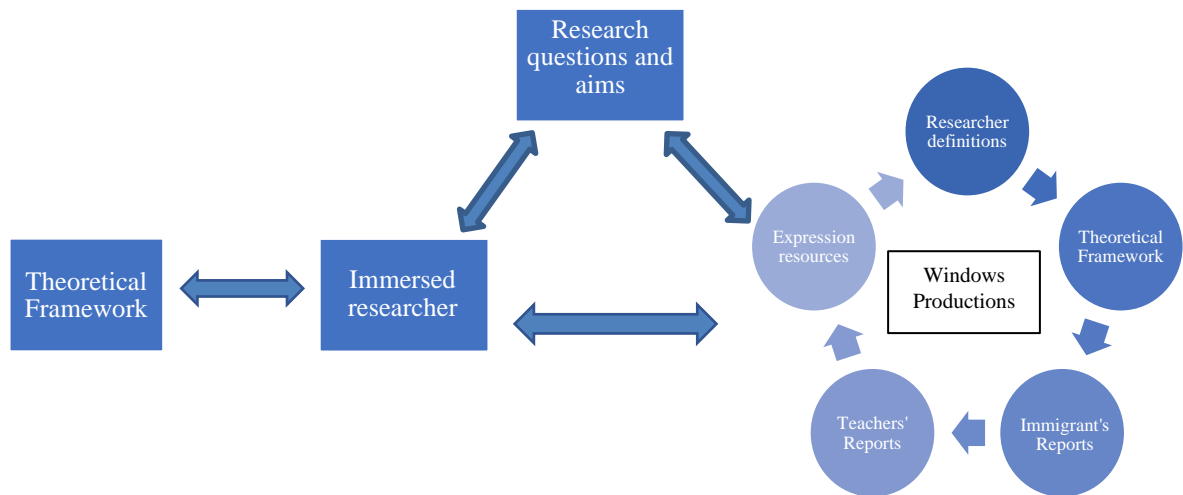 Research
questions and
aims
Theoretical
Framework
Immersed
researcher
Researcher
definitions
Theoretical
Framework
Immigrant's
Reports
Teachers'
Reports
Expression
resources
Windows
Productions